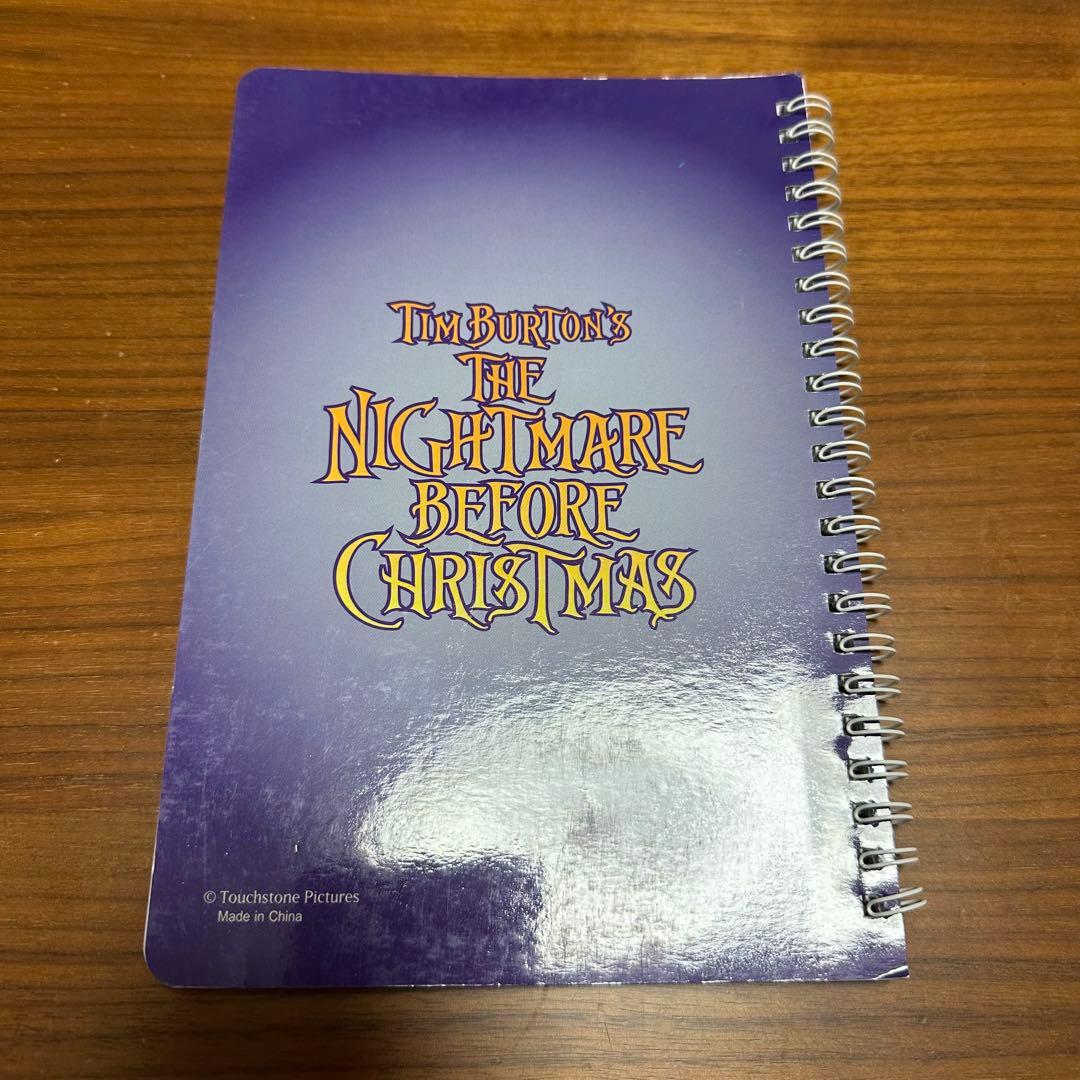 TIM BURTON'S
THE
NIGHTMARE
BEFORE
CHRISTMAS
© Touchstone Pictures
Made in China